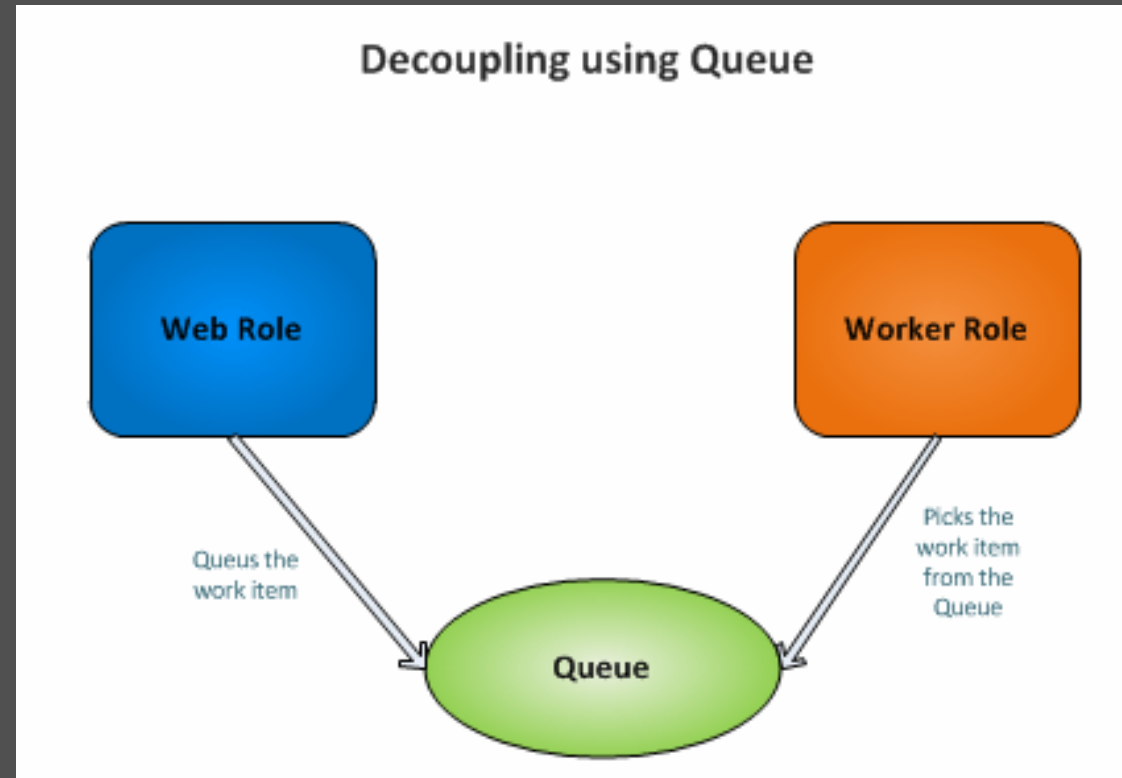 Decoupling using Queue
Web Role
Worker Role
Queus the
work item
Picks the
work item
from the
Queue
Queue